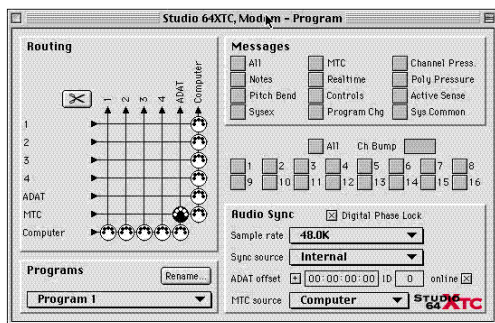 Studio 64XTC, Modem – Program
Routing
1 2 3 4 ADAT Computer
1
2
3
4
ADAT
MTC
Computer
Programs
Rename...
Program 1
Messages
All MTC Channel Press.
Notes Realtime Poly Pressure
Pitch Bend Controls Active Sense
Sysex Program Chg Sys Common
All Ch Bump
1 2 3 4 5 6 7 8
9 10 11 12 13 14 15 16
Audio Sync Digital Phase Lock
Sample rate 48.0K
Sync source Internal
ADAT offset + 00:00:00:00 ID 0 online
MTC source Computer
STUDIO 64 XTC